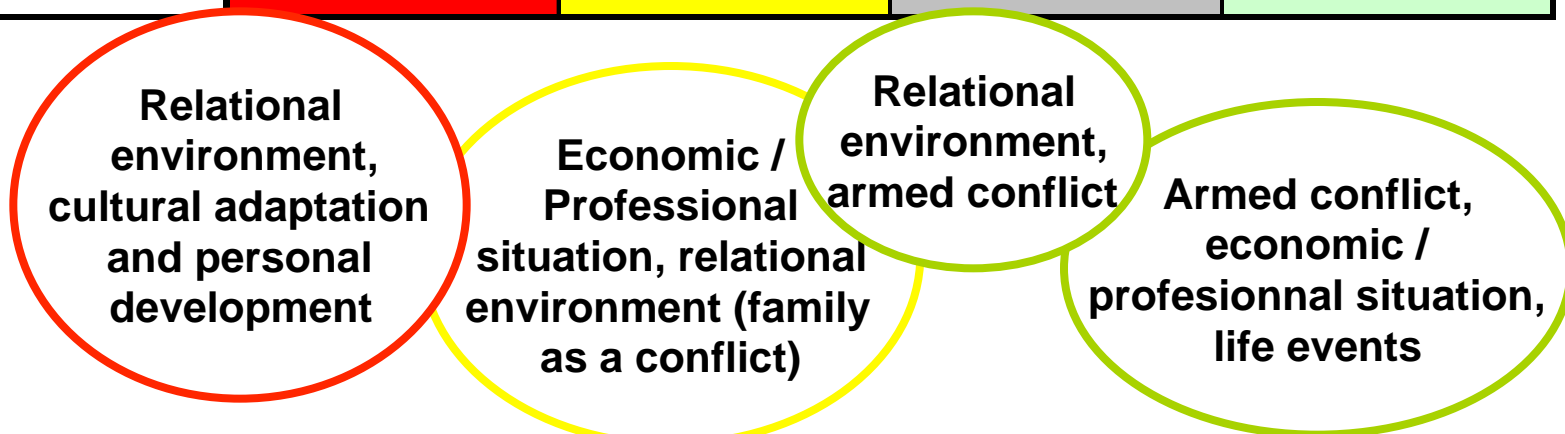 Relational
environment,
cultural adaptation
and personal
development
Economic /
Professional
situation, relational
environment (family
as a conflict)
Relational
environment,
armed conflict
Armed conflict,
economic /
profesionnal situation,
life events